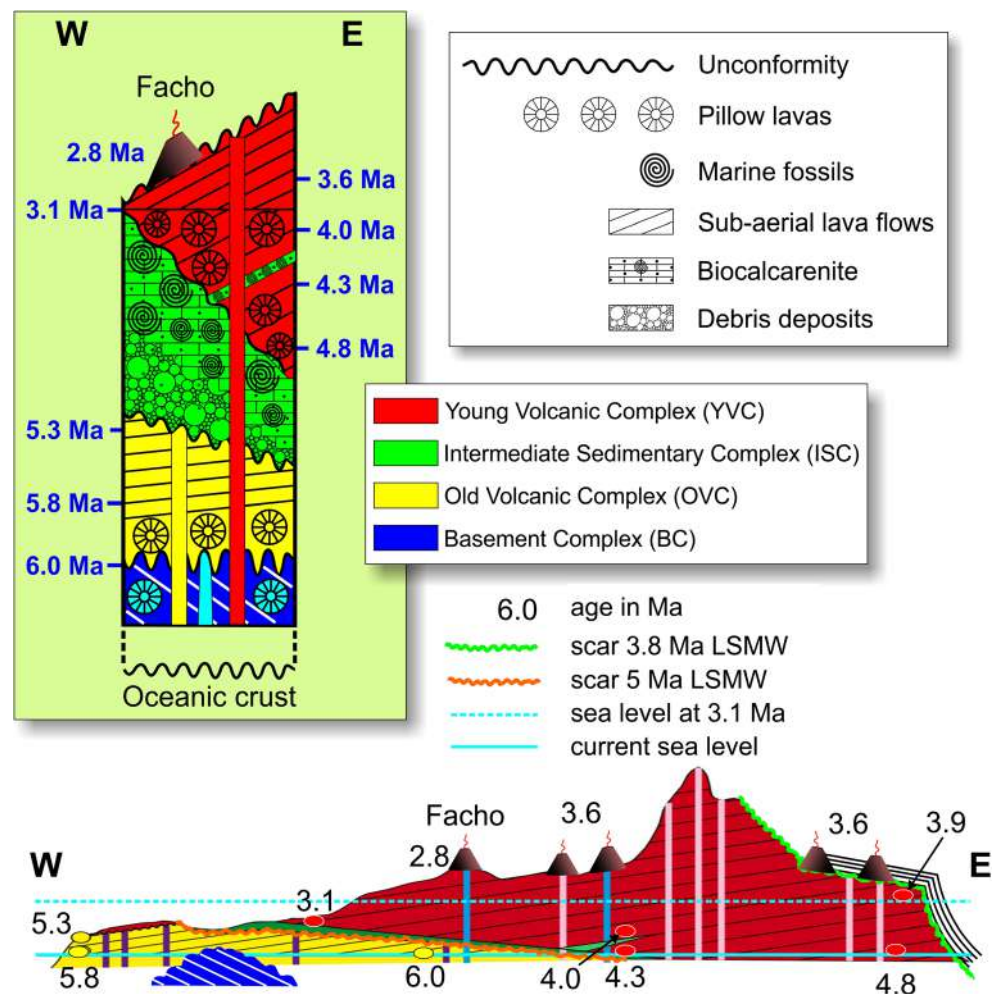 W
E
Facho
2.8 Ma
3.1 Ma
5.3 Ma
5.8 Ma
6.0 Ma
3.6 Ma
4.0 Ma
4.3 Ma
4.8 Ma
Oceanic crust
Unconformity
Pillow lavas
Marine fossils
Sub-aerial lava flows
Biocalcarenite
Debris deposits
Young Volcanic Complex (YVC)
Intermediate Sedimentary Complex (ISC)
Old Volcanic Complex (OVC)
Basement Complex (BC)
6.0 age in Ma
scar 3.8 Ma LSMW
scar 5 Ma LSMW
sea level at 3.1 Ma
current sea level
W
E
Facho
2.8
3.6
3.6
3.9
3.1
5.3
5.8
6.0
4.0
4.3
4.8